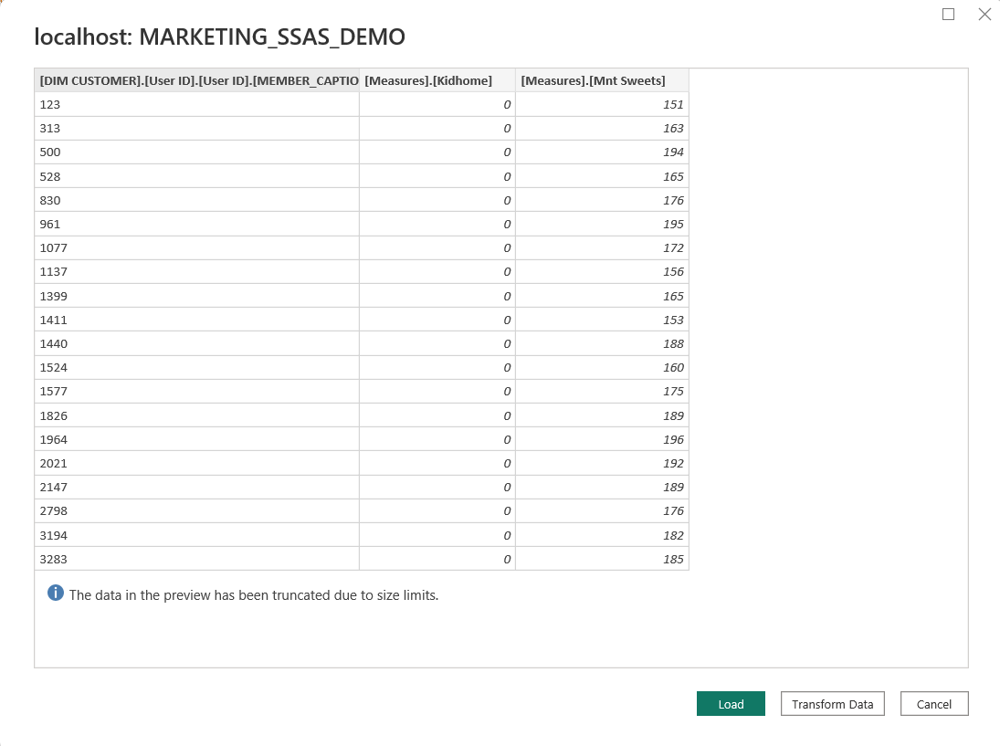 localhost: MARKETING_SSAS_DEMO
[DIM CUSTOMER].[User ID].[User ID].[MEMBER_CAPTIO [Measures].[Kidhome] [Measures].[Mnt Sweets]
123 0 151
313 0 163
500 0 194
528 0 165
830 0 176
961 0 195
1077 0 172
1137 0 156
1399 0 165
1411 0 153
1440 0 188
1524 0 160
1577 0 175
1826 0 189
1964 0 196
2021 0 192
2147 0 189
2798 0 176
3194 0 182
3283 0 185
The data in the preview has been truncated due to size limits.
Load Transform Data Cancel